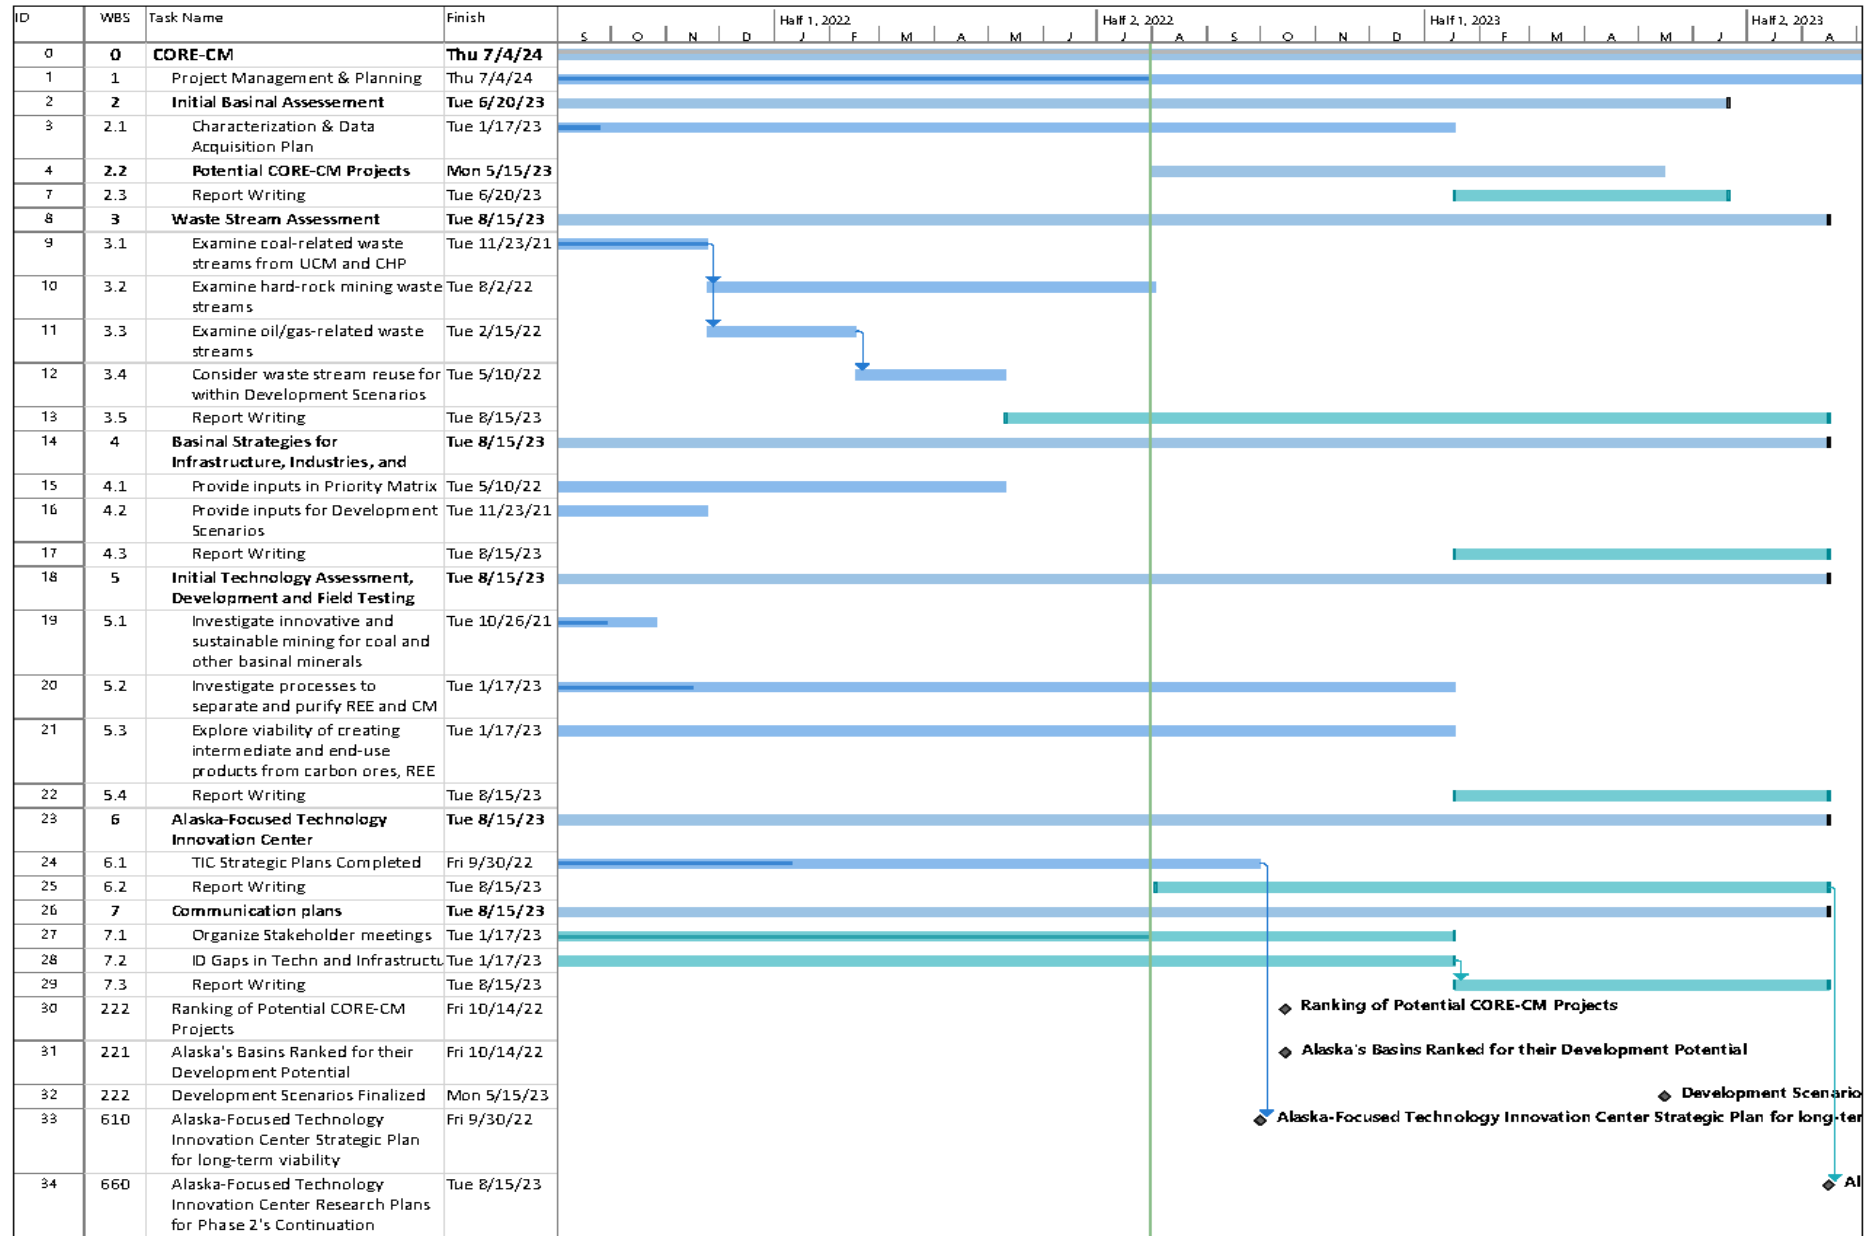 ID WBS Task Name Finish Half 1, 2022 Half 2, 2022 Half 1, 2023 Half 2, 2023
S O N D J F M A M J J A S O N D J F M A M J J A
0 0 CORE-CM Thu 7/4/24
1 1 Project Management & Planning Thu 7/4/24
2 2 Initial Basinal Assessement Tue 6/20/23
3 2.1 Characterization & Data Tue 1/17/23
Acquisition Plan
4 2.2 Potential CORE-CM Projects Mon 5/15/23
7 2.3 Report Writing Tue 6/20/23
8 3 Waste Stream Assessment Tue 8/15/23
9 3.1 Examine coal-related waste Tue 11/23/21
streams from UCM and CHP
10 3.2 Examine hard-rock mining waste Tue 8/2/22
streams
11 3.3 Examine oil/gas-related waste Tue 2/15/22
streams
12 3.4 Consider waste stream reuse for Tue 5/10/22
within Development Scenarios
13 3.5 Report Writing Tue 8/15/23
14 4 Basinal Strategies for Tue 8/15/23
Infrastructure, Industries, and
15 4.1 Provide inputs in Priority Matrix Tue 5/10/22
16 4.2 Provide inputs for Development Tue 11/23/21
Scenarios
17 4.3 Report Writing Tue 8/15/23
18 5 Initial Technology Assessment, Tue 8/15/23
Development and Field Testing
19 5.1 Investigate innovative and Tue 10/26/21
sustainable mining for coal and
other basinal minerals
20 5.2 Investigate processes to Tue 1/17/23
separate and purify REE and CM
21 5.3 Explore viability of creating Tue 1/17/23
intermediate and end-use
products from carbon ores, REE
22 5.4 Report Writing Tue 8/15/23
23 6 Alaska-Focused Technology Tue 8/15/23
Innovation Center
24 6.1 TIC Strategic Plans Completed Fri 9/30/22
25 6.2 Report Writing Tue 8/15/23
26 7 Communication plans Tue 8/15/23
27 7.1 Organize Stakeholder meetings Tue 1/17/23
28 7.2 ID Gaps in Techn and Infrastructu Tue 1/17/23
29 7.3 Report Writing Tue 8/15/23
30 222 Ranking of Potential CORE-CM Fri 10/14/22 Ranking of Potential CORE-CM Projects
Projects
31 221 Alaska's Basins Ranked for their Fri 10/14/22 Alaska's Basins Ranked for their Development Potential
Development Potential
32 222 Development Scenarios Finalized Mon 5/15/23 Development Scenario
33 610 Alaska-Focused Technology Fri 9/30/22 Alaska-Focused Technology Innovation Center Strategic Plan for long-ter
Innovation Center Strategic Plan
for long-term viability
34 660 Alaska-Focused Technology Tue 8/15/23 Al
Innovation Center Research Plans
for Phase 2's Continuation